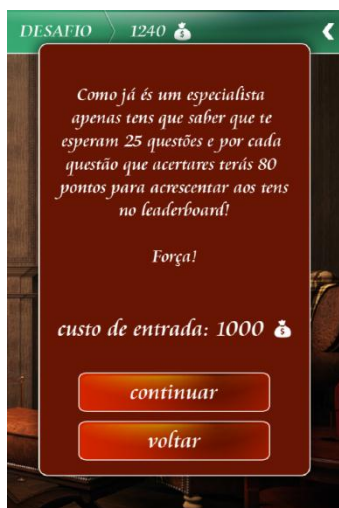 DESAFIO 1240
Como já és um especialista
apenas tens que saber que te
esperam 25 questões e por cada
questão que acertares terás 80
pontos para acrescentar aos tens
no leaderboard!
Força!
custo de entrada: 1000
continuar
voltar